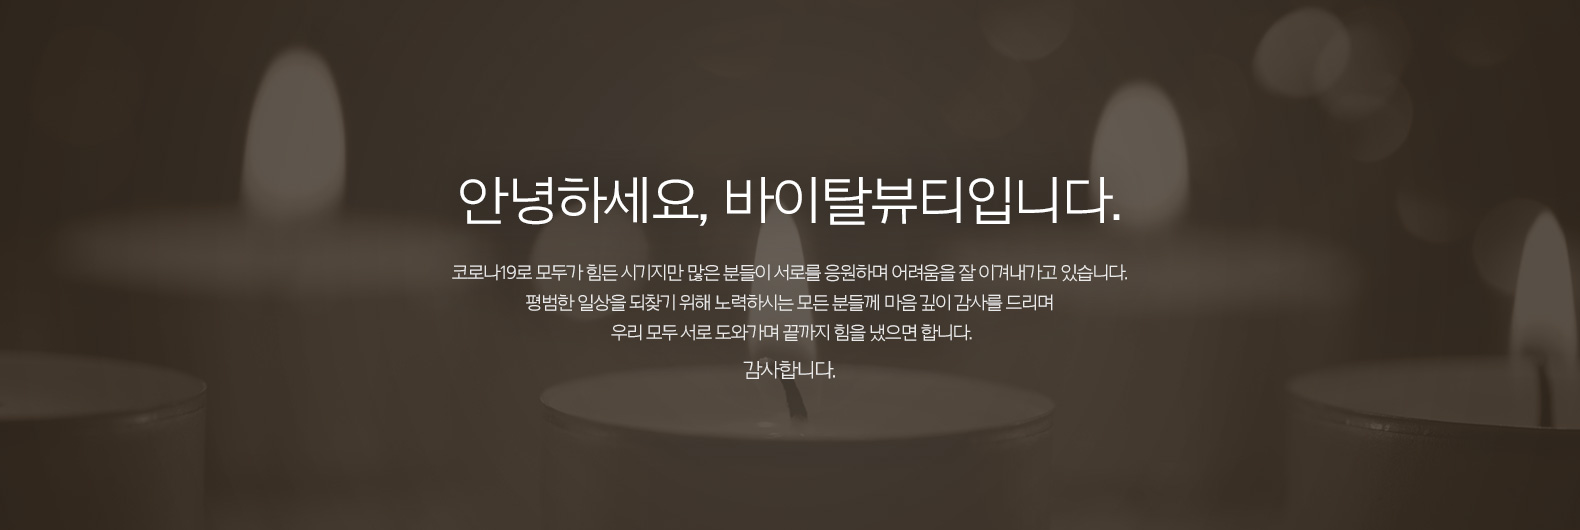 안녕하세요, 바이탈뷰티입니다.
코로나19로 모두가 힘든 시기지만 많은 분들이 서로를 응원하며 어려움을 잘 이겨내가고 있습니다.
평범한 일상을 되찾기 위해 노력하시는 모든 분들께 마음 깊이 감사를 드리며
우리 모두 서로 도와가며 끝까지 힘을 냈으면 합니다.
감사합니다.